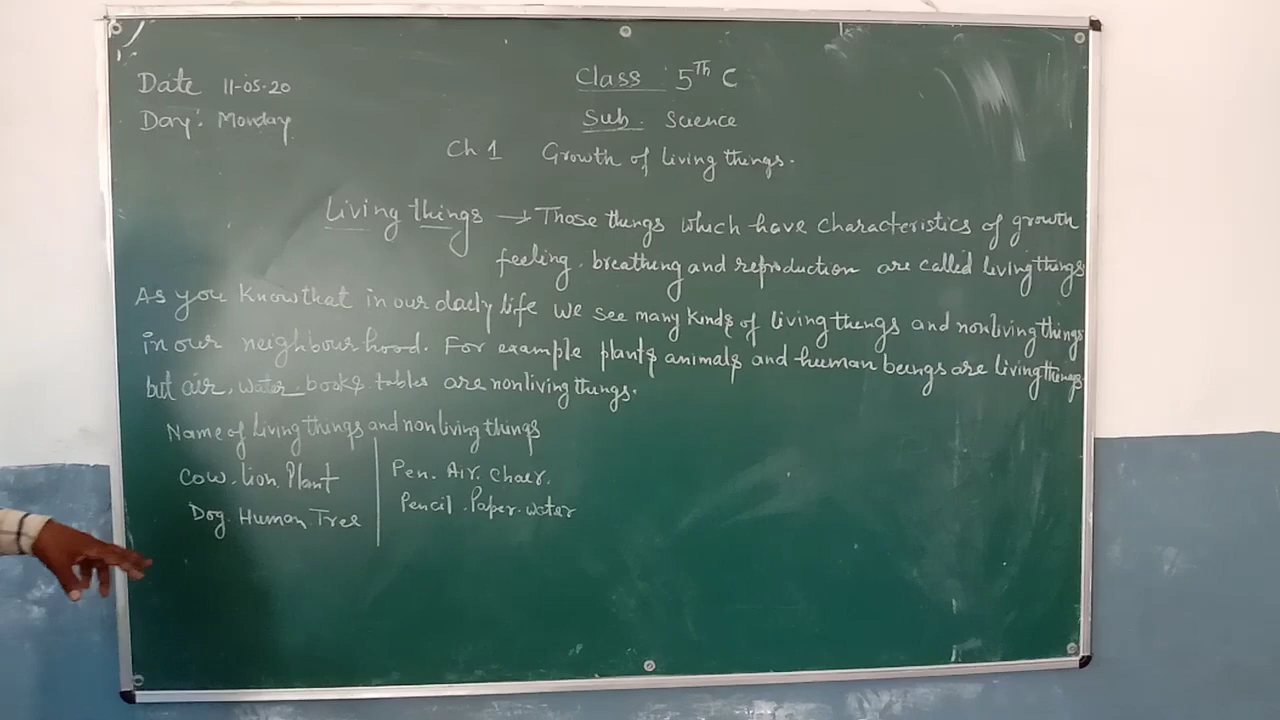 Date 11-05-20
Class : 5Th C
Day: Monday
Sub. Science
Ch 1 Growth of living things.
Living things → Those things which have characteristics of growth
feeling, breathing and reproduction are called living things
As you know that in our daily life we see many kinds of living things and nonliving things
in our neighbourhood. For example plants animals and human beings are living things
but air, water, books, tables are nonliving things.
Name of living things and nonliving things
Cow. lion. Plant
Pen. Air. Chair.
Dog. Human. Tree
Pencil. Paper. water